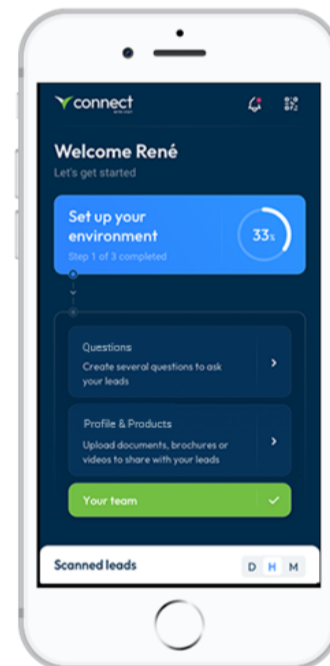 connect
Welcome René
Let's get started
Set up your
environment
33%
Step 1 of 3 completed
Questions
Create several questions to ask
your leads
Profile & Products
Upload documents, brochures or
videos to share with your leads
Your team
Scanned leads
D H M